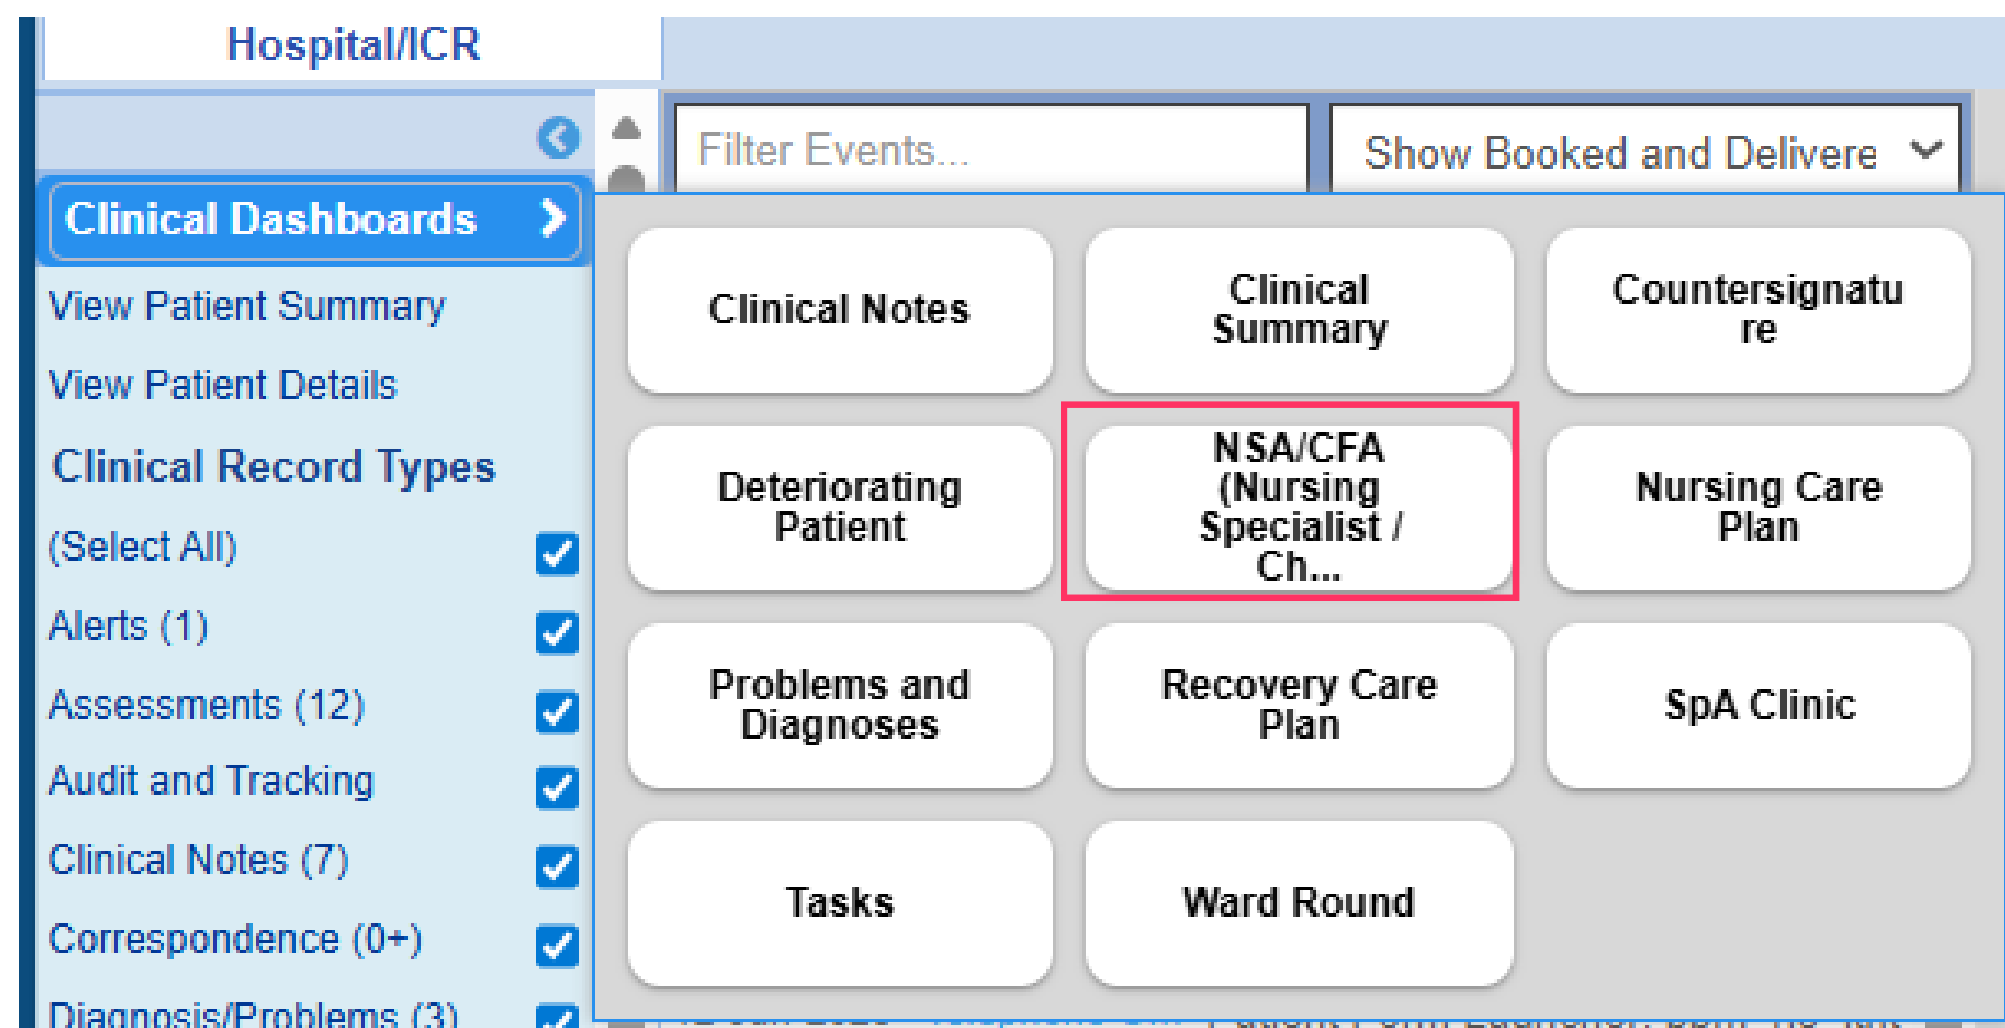 Hospital/ICR
Filter Events...
Show Booked and Delivere
Clinical Dashboards
View Patient Summary
View Patient Details
Clinical Record Types
(Select All)
Alerts (1)
Assessments (12)
Audit and Tracking
Clinical Notes (7)
Correspondence (0+)
Diagnosis/Problems (3)
Clinical Notes
Clinical
Summary
Countersignatu
re
Deteriorating
Patient
NSA/CFA
(Nursing
Specialist /
Ch...
Nursing Care
Plan
Problems and
Diagnoses
Recovery Care
Plan
SpA Clinic
Tasks
Ward Round